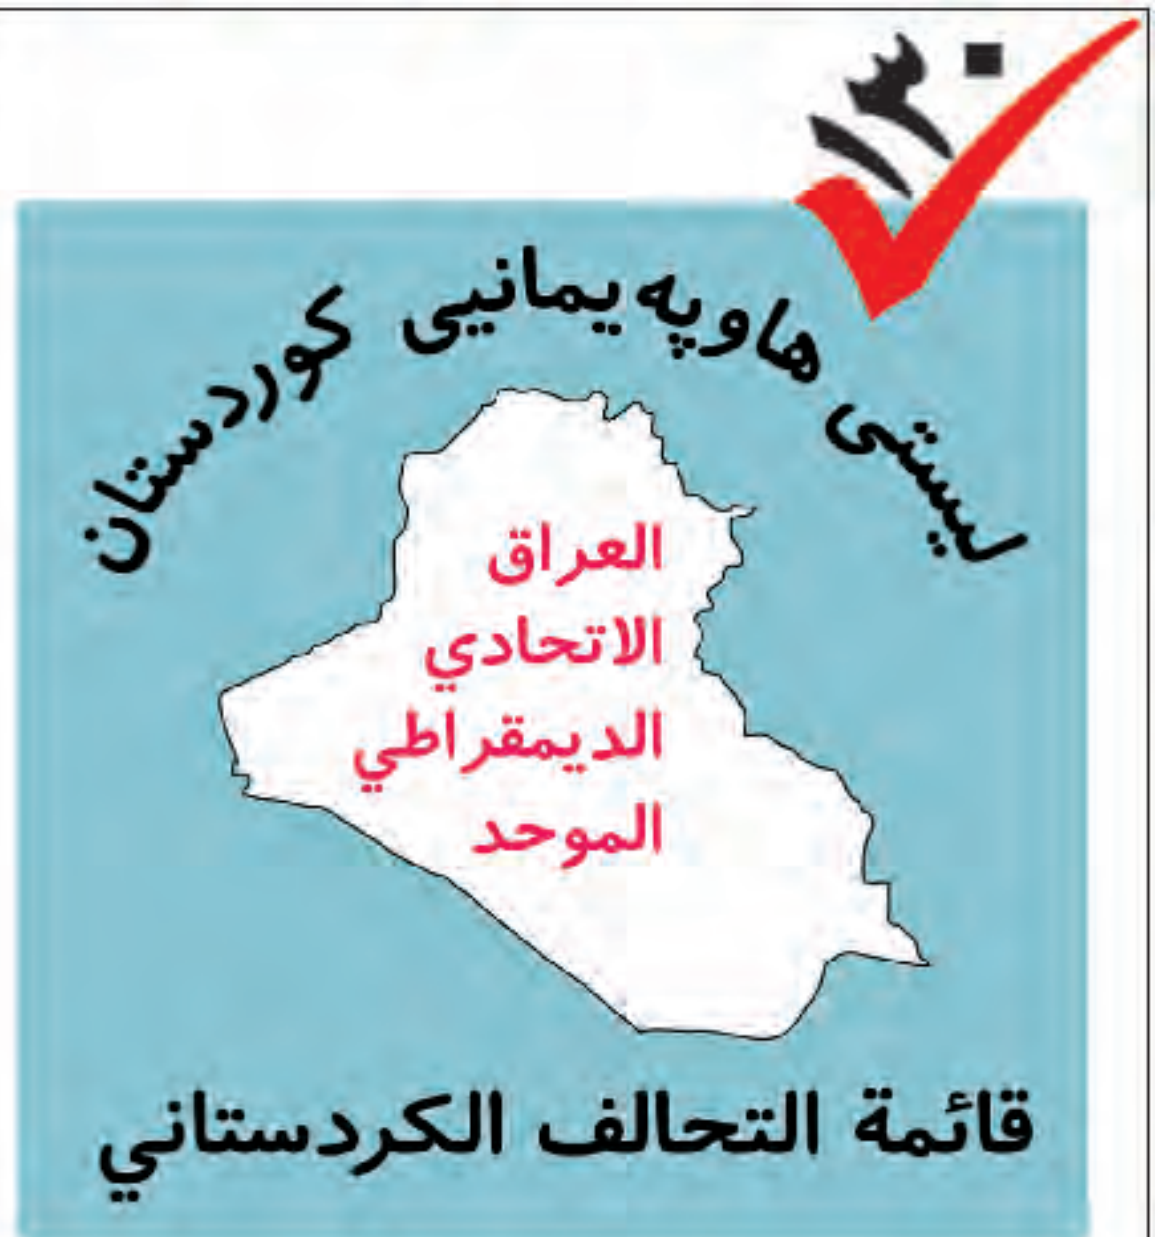 ١٣٠
لیستی هاوپەیمانیی کوردستان
العراق
الاتحادي
الديمقراطي
الموحد
قائمة التحالف الكردستاني